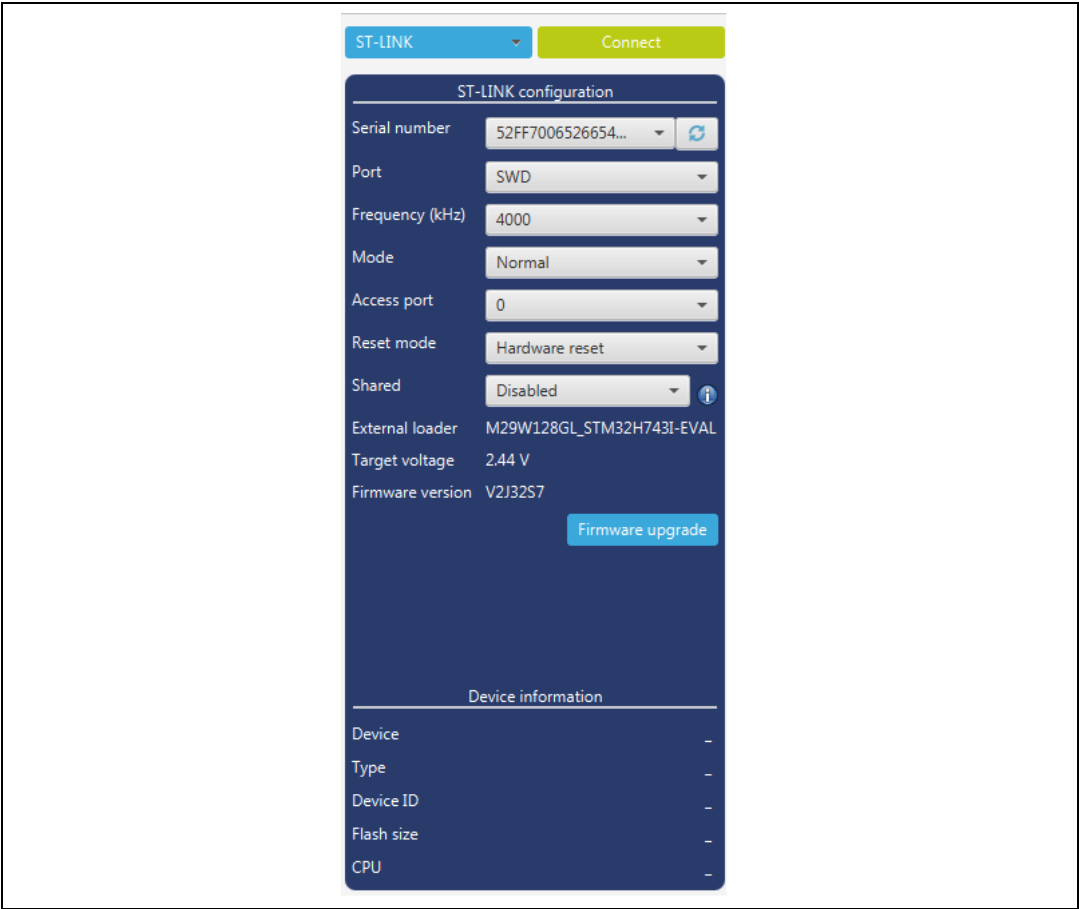 ST-LINK Connect
ST-LINK configuration
Serial number 52FF7006526654...
Port SWD
Frequency (kHz) 4000
Mode Normal
Access port 0
Reset mode Hardware reset
Shared Disabled
External loader M29W128GL_STM32H743I-EVAL
Target voltage 2.44 V
Firmware version V2J32S7
Firmware upgrade
Device information
Device _
Type _
Device ID _
Flash size _
CPU _